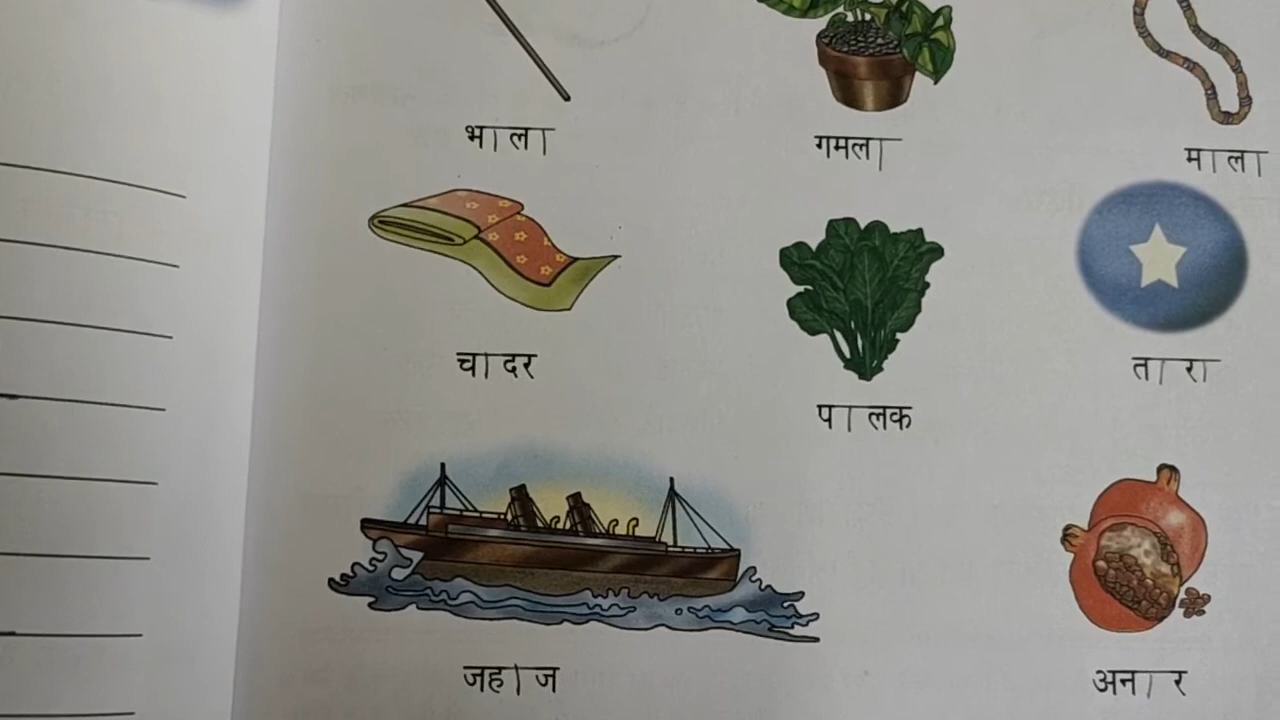 भाला गमला माला
चादर पालक तारा
जहाज अनार